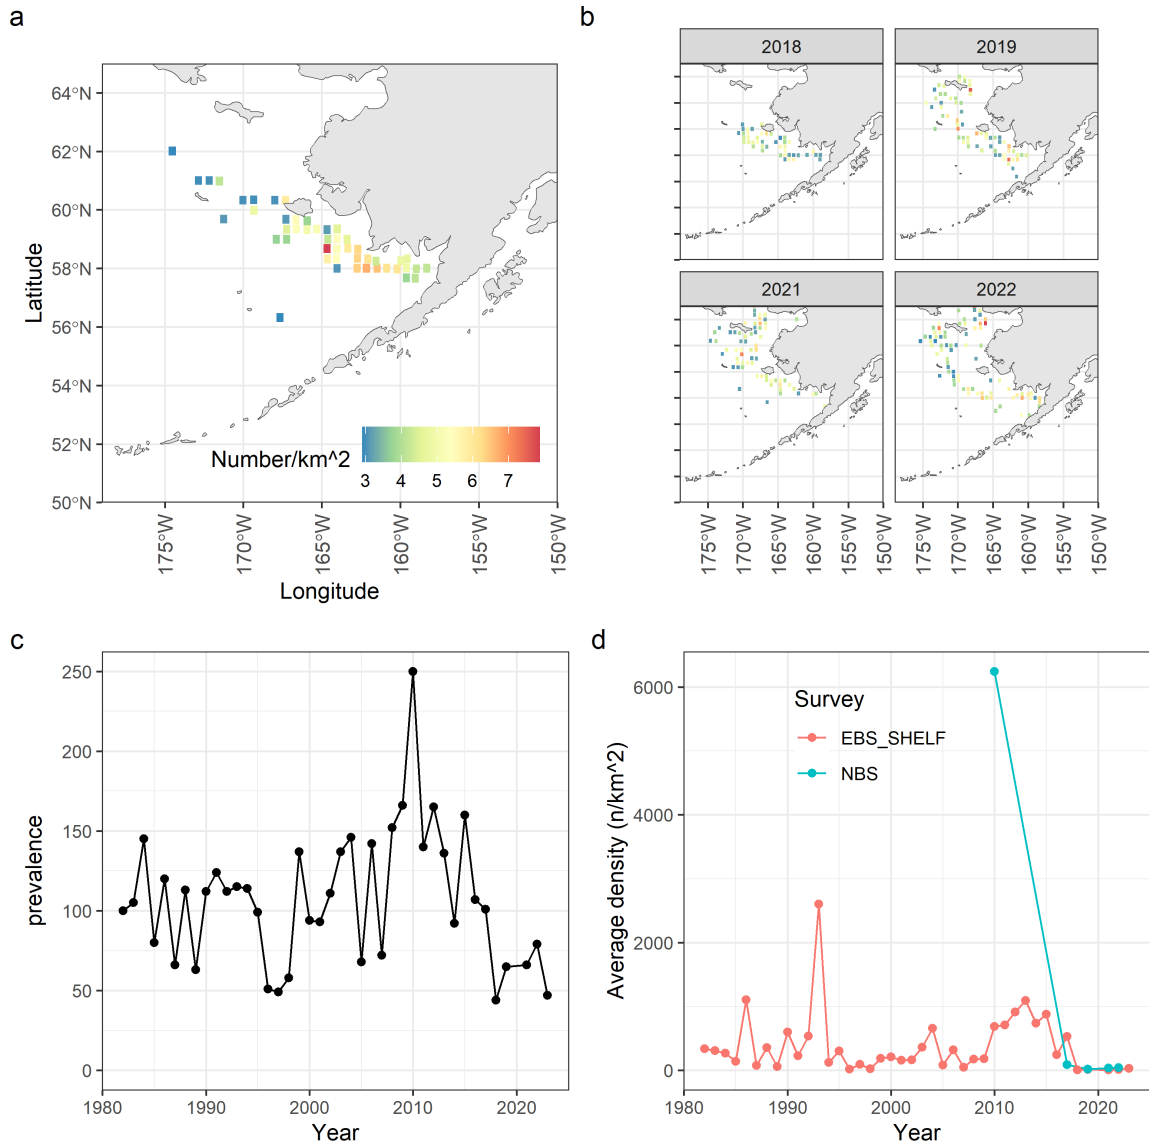 a
64°N
62°N
60°N
58°N
56°N
54°N
52°N
50°N
Latitude
Number/km^2
3 4 5 6 7
175°W 170°W 165°W 160°W 155°W 150°W
Longitude
b
2018 2019
2021 2022
175°W 170°W 165°W 160°W 155°W 150°W 175°W 170°W 165°W 160°W 155°W 150°W
c
250
200
150
100
50
0
prevalence
1980 1990 2000 2010 2020
Year
d
6000
4000
2000
0
Average density (n/km^2)
Survey
EBS_SHELF
NBS
1980 1990 2000 2010 2020
Year